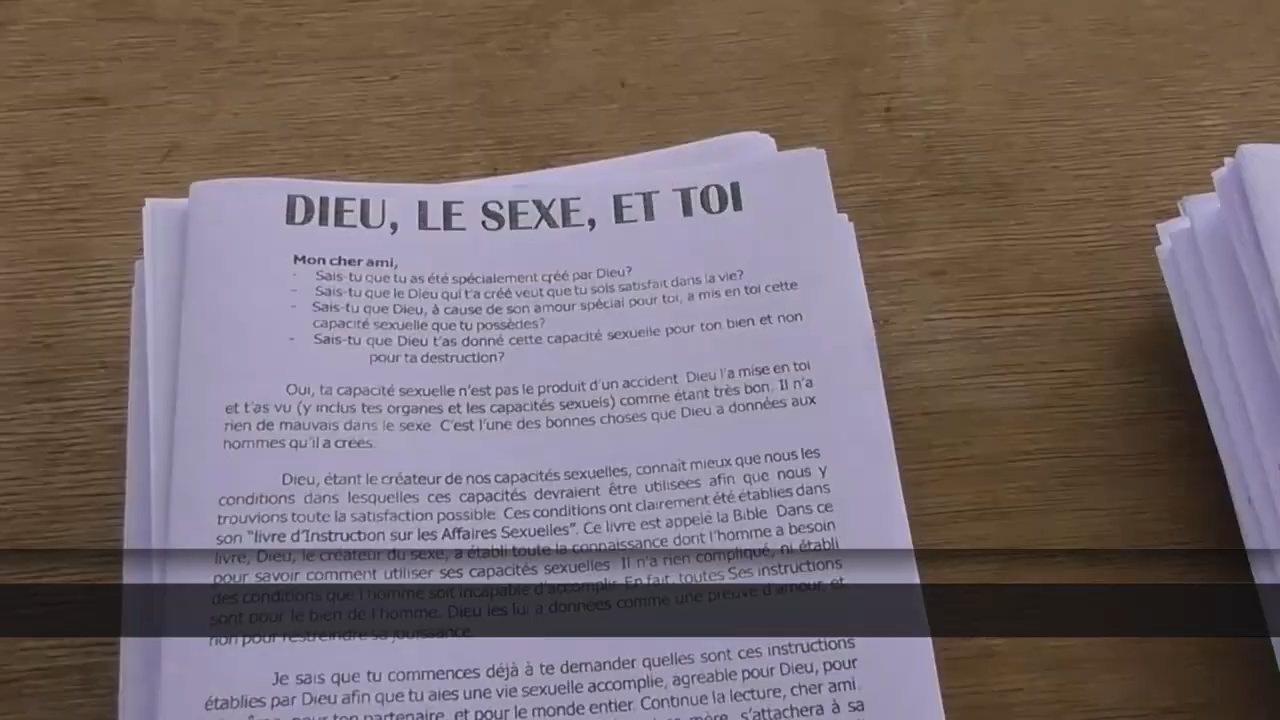 DIEU, LE SEXE, ET TOI
Mon cher ami,
- Sais-tu que tu as été spécialement créé par Dieu?
- Sais-tu que le Dieu qui t'a créé veut que tu sois satisfait dans la vie?
- Sais-tu que Dieu, à cause de son amour spécial pour toi, a mis en toi cette
capacité sexuelle que tu possèdes?
- Sais-tu que Dieu t'as donné cette capacité sexuelle pour ton bien et non
pour ta destruction?
Oui, ta capacité sexuelle n'est pas le produit d'un accident. Dieu l'a mise en toi
et t'as vu (y inclus tes organes et les capacités sexuels) comme étant très bon. Il n'a
rien de mauvais dans le sexe. C'est l'une des bonnes choses que Dieu a données aux
hommes qu'il a créés.
Dieu, étant le créateur de nos capacités sexuelles, connait mieux que nous les
conditions dans lesquelles ces capacités devraient être utilisées afin que nous y
trouvions toute la satisfaction possible. Ces conditions ont clairement été établies dans
son "livre d'Instruction sur les Affaires Sexuelles". Ce livre est appelé la Bible. Dans ce
livre, Dieu, le créateur du sexe, a établi toute la connaissance dont l'homme a besoin
pour savoir comment utiliser ses capacités sexuelles. Il n'a rien compliqué, ni établi
des conditions que l'homme soit incapable d'accomplir. En fait, toutes Ses instructions
sont pour le bien de l'homme. Dieu les lui a données comme une preuve d'amour, et
non pour restreindre sa jouissance.
Je sais que tu commences déjà à te demander quelles sont ces instructions
établies par Dieu afin que tu aies une vie sexuelle accomplie, agréable pour Dieu, pour
pour ton partenaire, et pour le monde entier. Continue la lecture, cher ami.
mère, s'attachera à sa